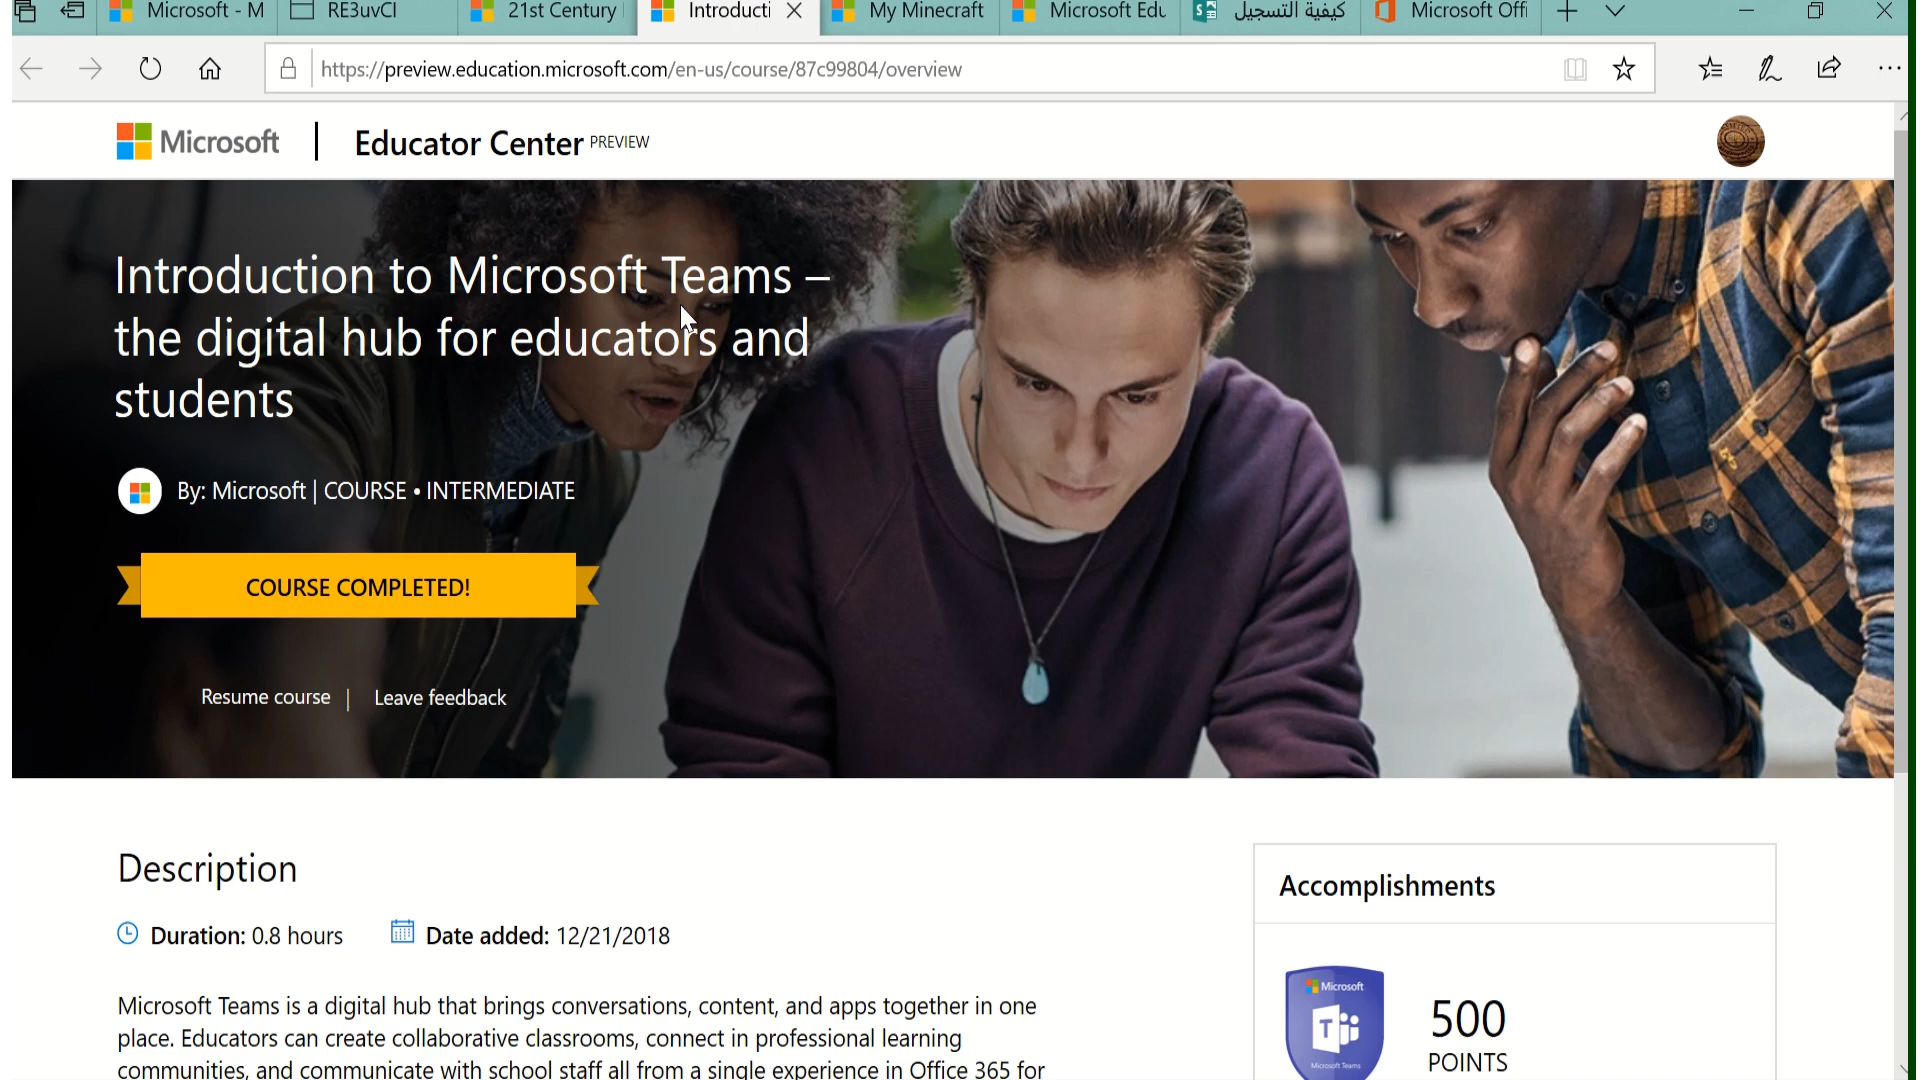 Microsoft - M
RE3uvCl
21st Century
Introducti
My Minecraft
Microsoft Edu
كيفية التسجيل
Microsoft Offi
https://preview.education.microsoft.com/en-us/course/87c99804/overview
Microsoft | Educator Center PREVIEW
Introduction to Microsoft Teams –
the digital hub for educators and
students
By: Microsoft | COURSE • INTERMEDIATE
COURSE COMPLETED!
Resume course | Leave feedback
Description
Duration: 0.8 hours
Date added: 12/21/2018
Microsoft Teams is a digital hub that brings conversations, content, and apps together in one
place. Educators can create collaborative classrooms, connect in professional learning
communities, and communicate with school staff all from a single experience in Office 365 for
Accomplishments
Microsoft
T
Microsoft Teams
500
POINTS